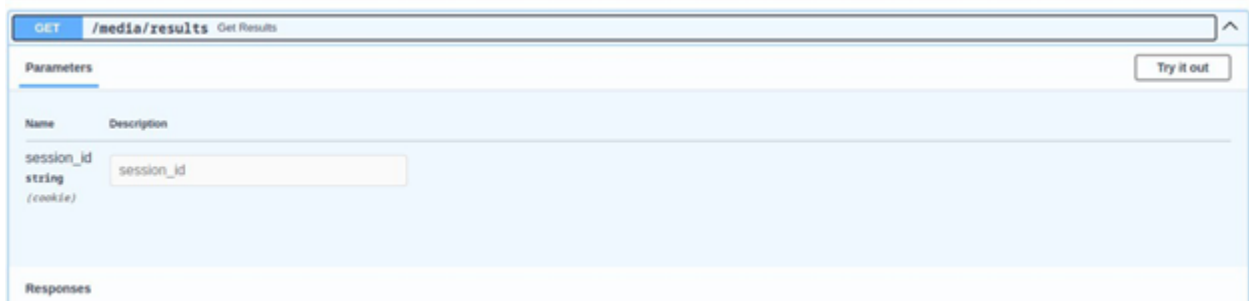 GET /media/results Get Results
Parameters
Try it out
Name Description
session_id
string
(cookie)
session_id
Responses